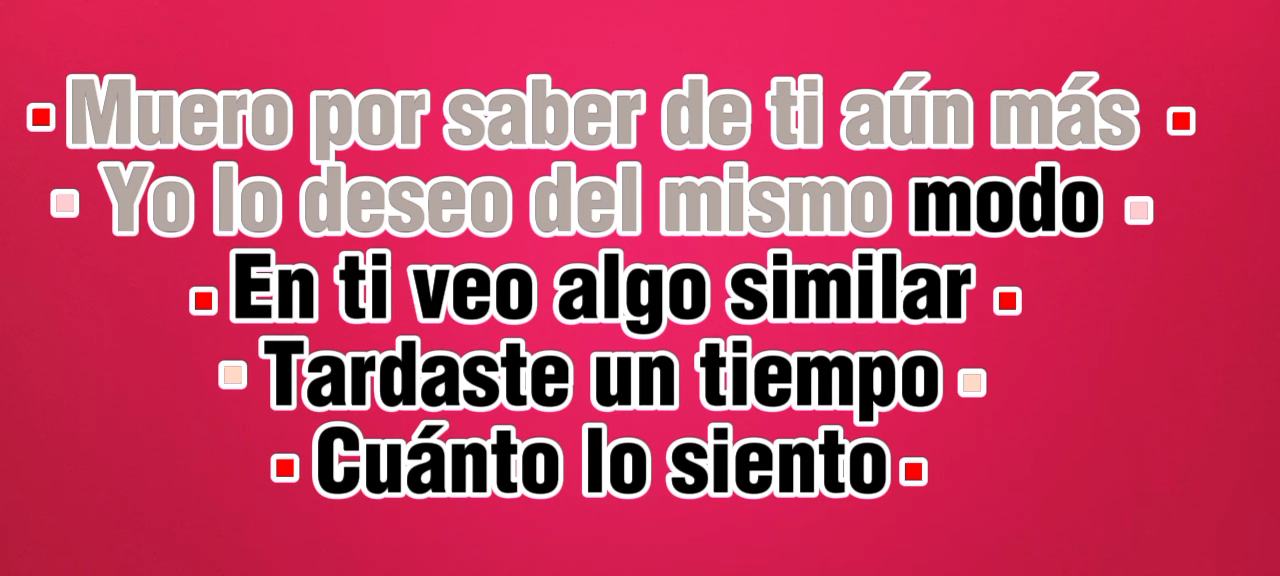 Muero por saber de ti aún más
Yo lo deseo del mismo modo
En ti veo algo similar
Tardaste un tiempo
Cuánto lo siento